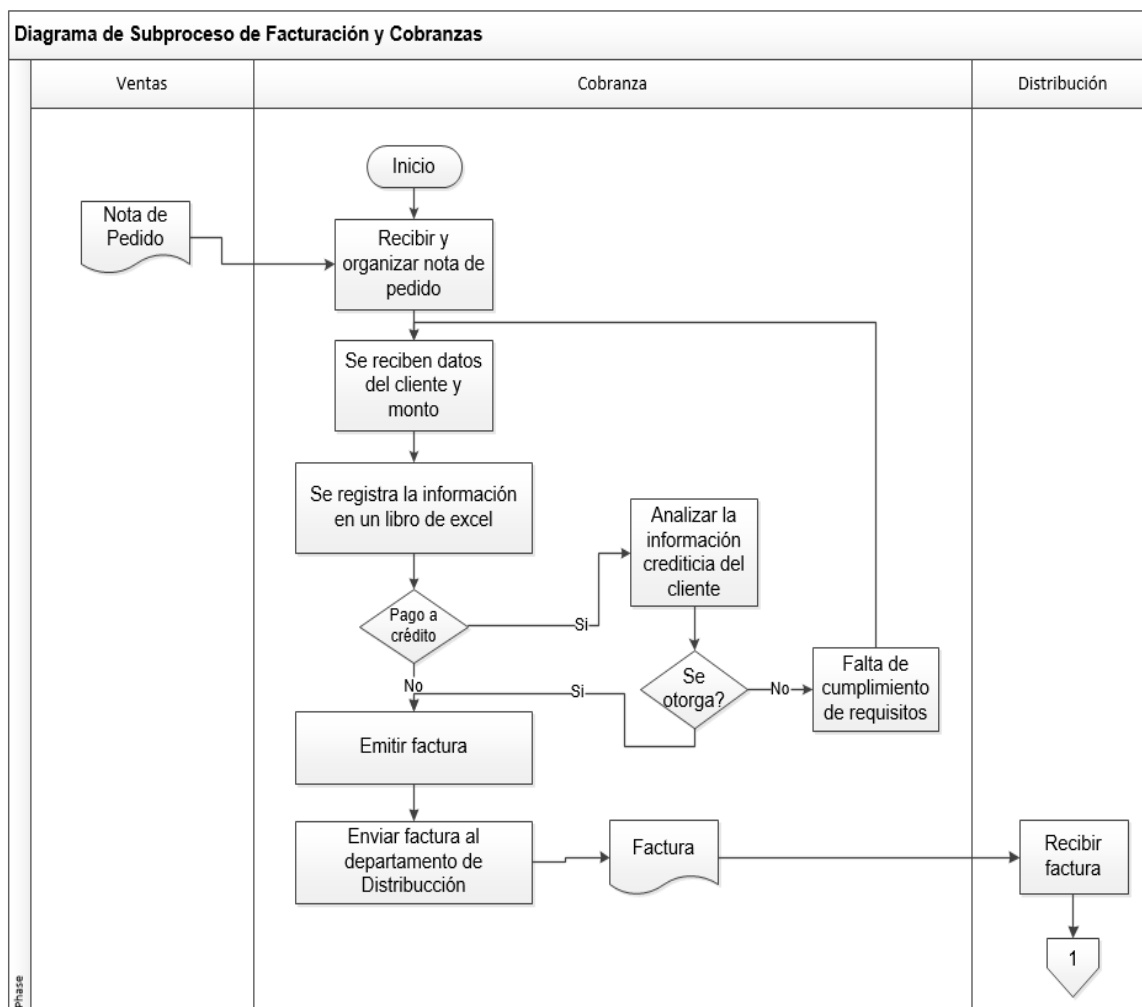 Diagrama de Subproceso de Facturación y Cobranzas
Ventas
Cobranza
Distribución
Inicio
Nota de
Pedido
Recibir y
organizar nota de
pedido
Se reciben datos
del cliente y
monto
Se registra la información
en un libro de excel
Analizar la
información
crediticia del
cliente
Pago a
crédito
Si
Se
otorga?
No
Falta de
cumplimiento
de requisitos
No
Si
Emitir factura
Enviar factura al
departamento de
Distribucción
Factura
Recibir
factura
1
Phase